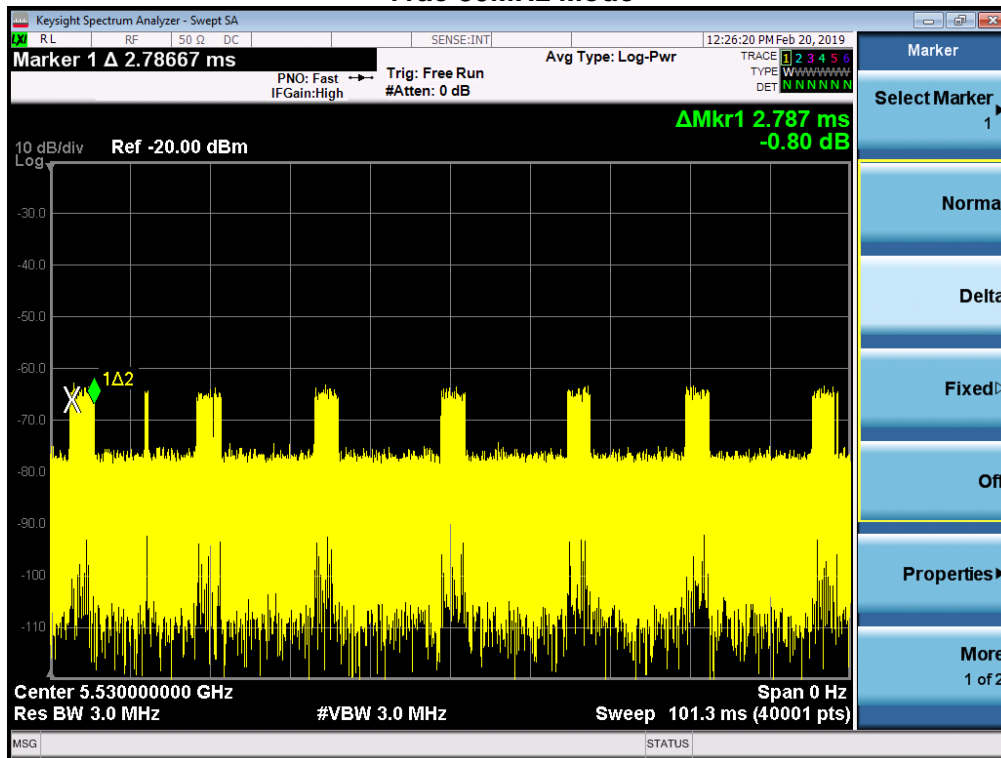 Keysight Spectrum Analyzer - Swept SA
LXI RL RF 50 Ω DC SENSE:INT 12:26:20 PM Feb 20, 2019
Marker 1 Δ 2.78667 ms
PNO: Fast
IFGain:High
Trig: Free Run
#Atten: 0 dB
Avg Type: Log-Pwr
TRACE 1 2 3 4 5 6
TYPE WWWWWW
DET N N N N N N
ΔMkr1 2.787 ms
-0.80 dB
10 dB/div Ref -20.00 dBm
Log
-30.0
-40.0
-50.0
-60.0
1Δ2
X
-70.0
-80.0
-90.0
-100
-110
Center 5.530000000 GHz Span 0 Hz
Res BW 3.0 MHz #VBW 3.0 MHz Sweep 101.3 ms (40001 pts)
MSG STATUS
Marker
Select Marker
1
Norma
Delta
Fixed
Off
Properties
More
1 of 2